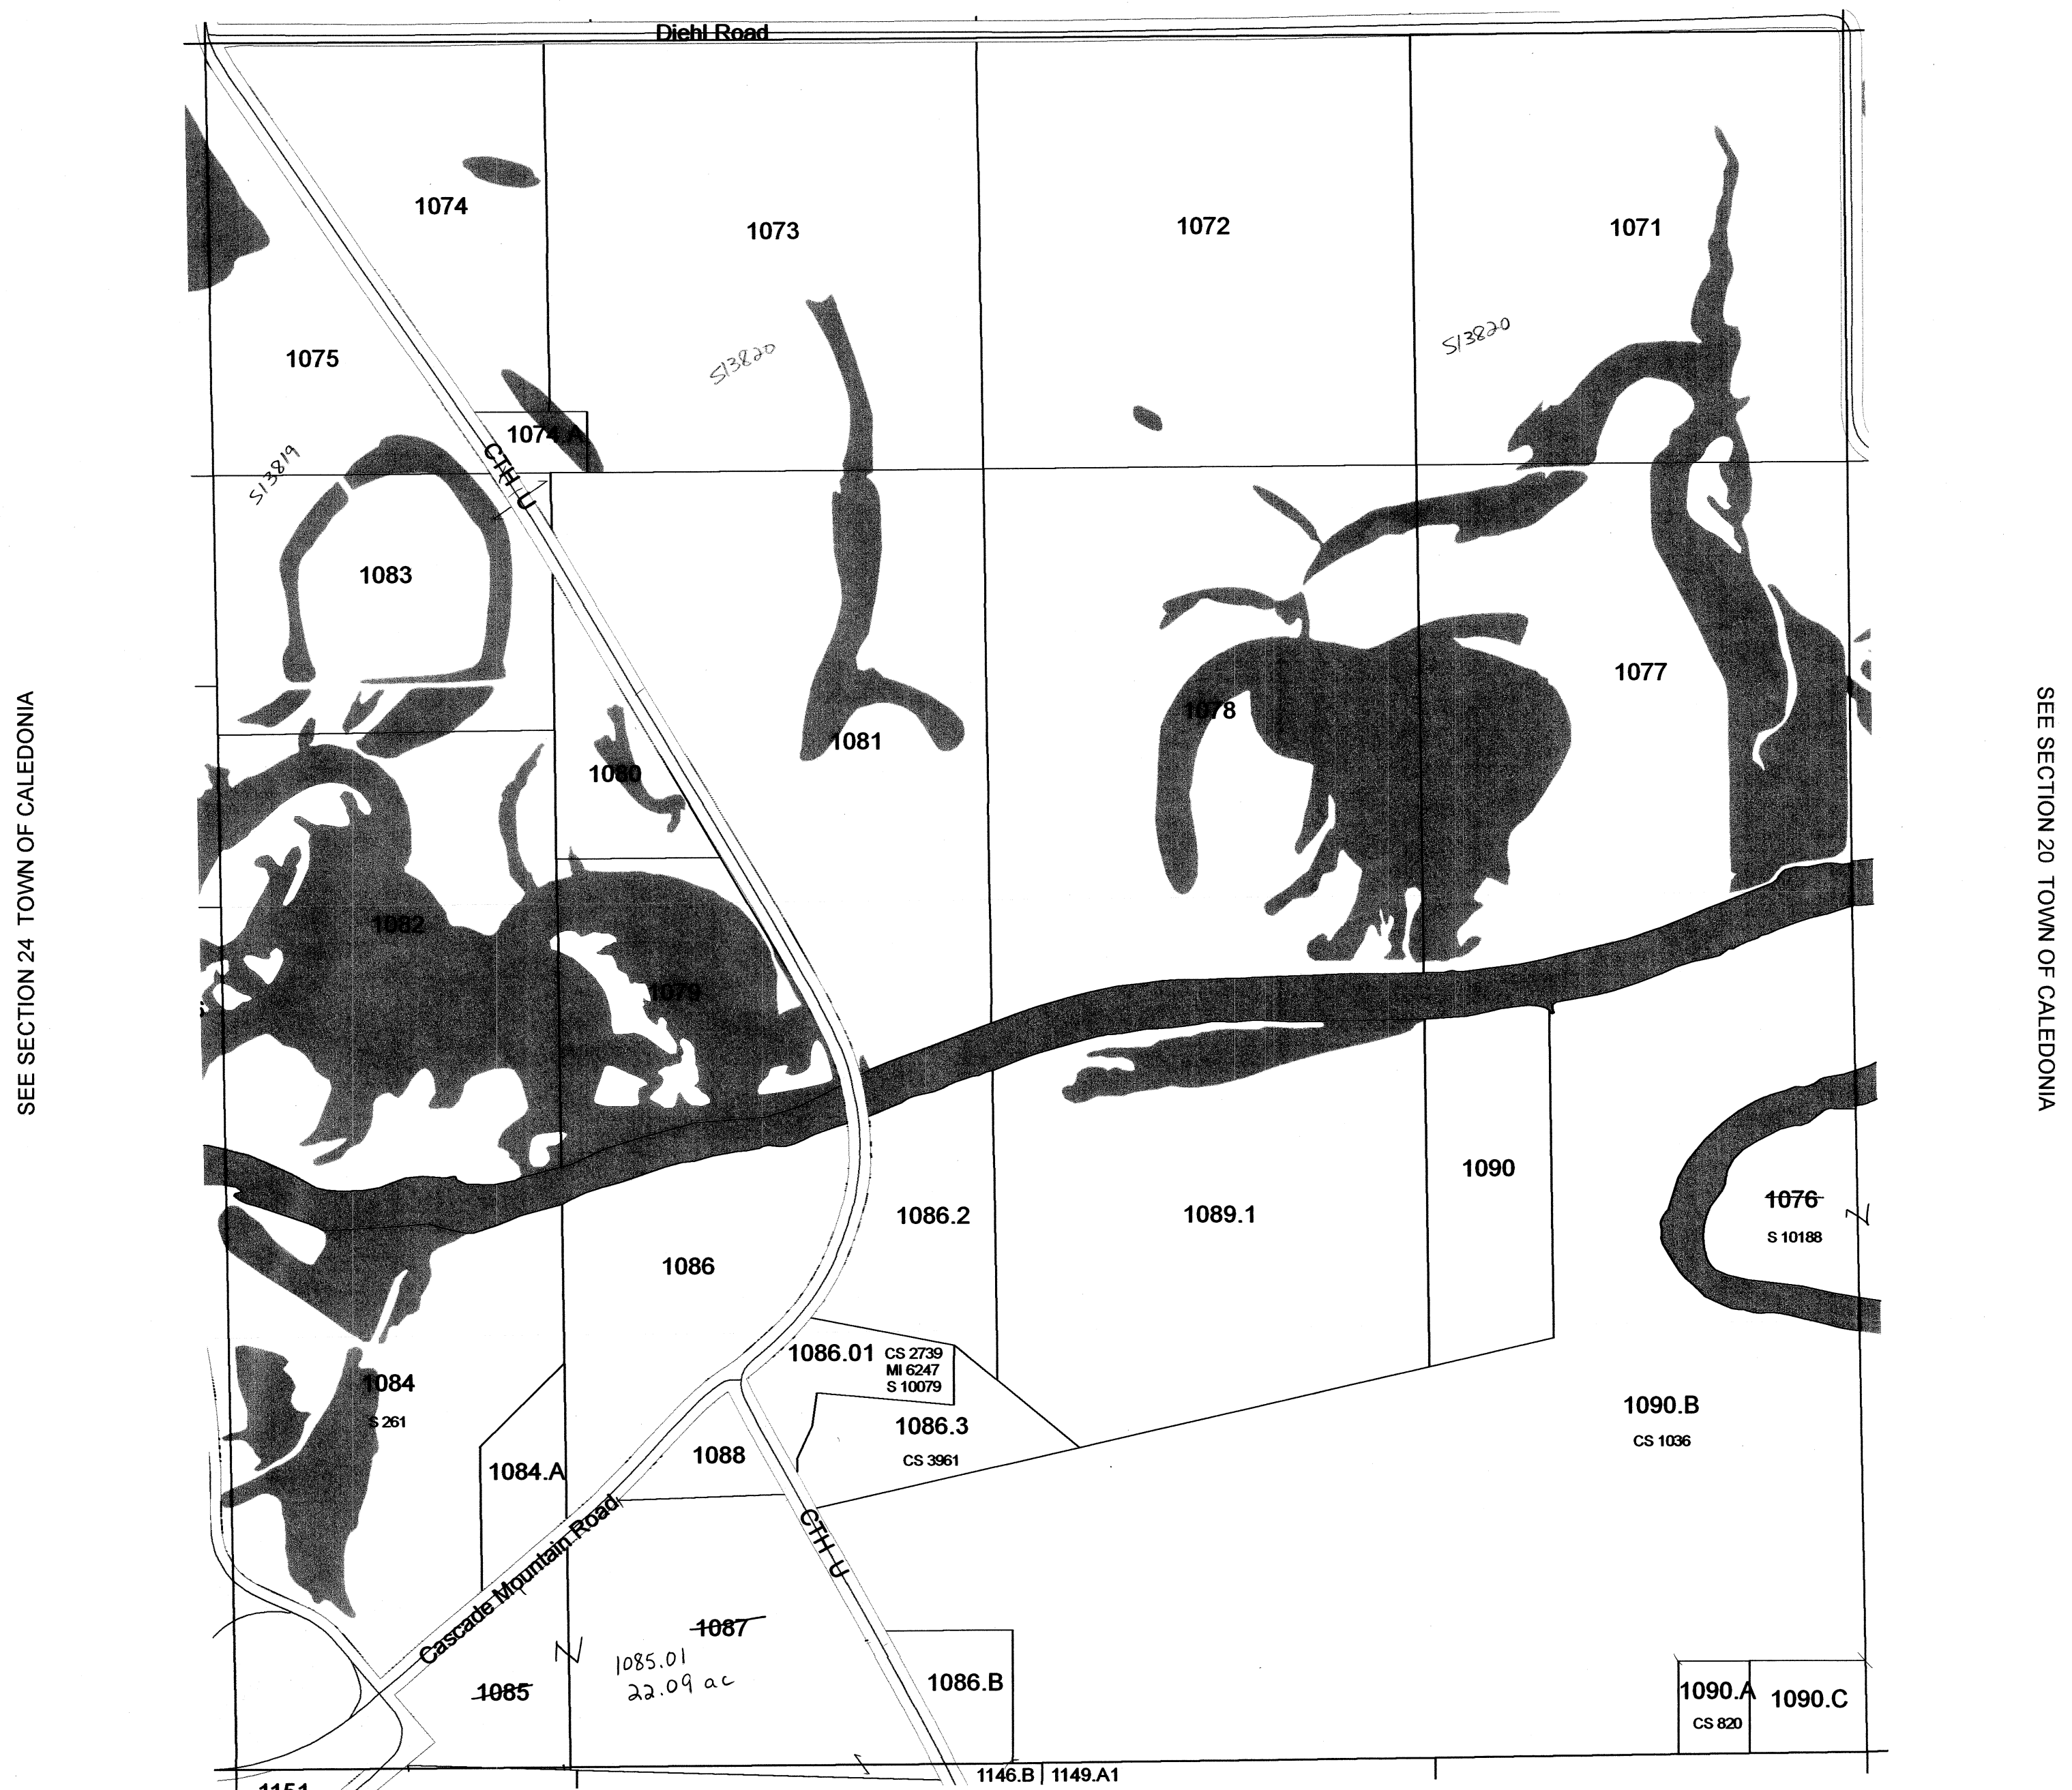 Diehl Road
1074
1073
1072
1071
S13820
S13820
1075
1074.A
S13819
CTH U
1083
1077
1078
1081
1080
SEE SECTION 24 TOWN OF CALEDONIA
SEE SECTION 20 TOWN OF CALEDONIA
1082
1079
1090
1076
S 10188
1086.2
1089.1
1086
1086.01
CS 2739
MI 6247
S 10079
1084
S 261
1086.3
CS 3961
1090.B
CS 1036
1088
1084.A
Cascade Mountain Road
CTH U
1087
1085.01
22.09 ac
1085
1086.B
1090.A
CS 820
1090.C
1146.B
1149.A1
1151